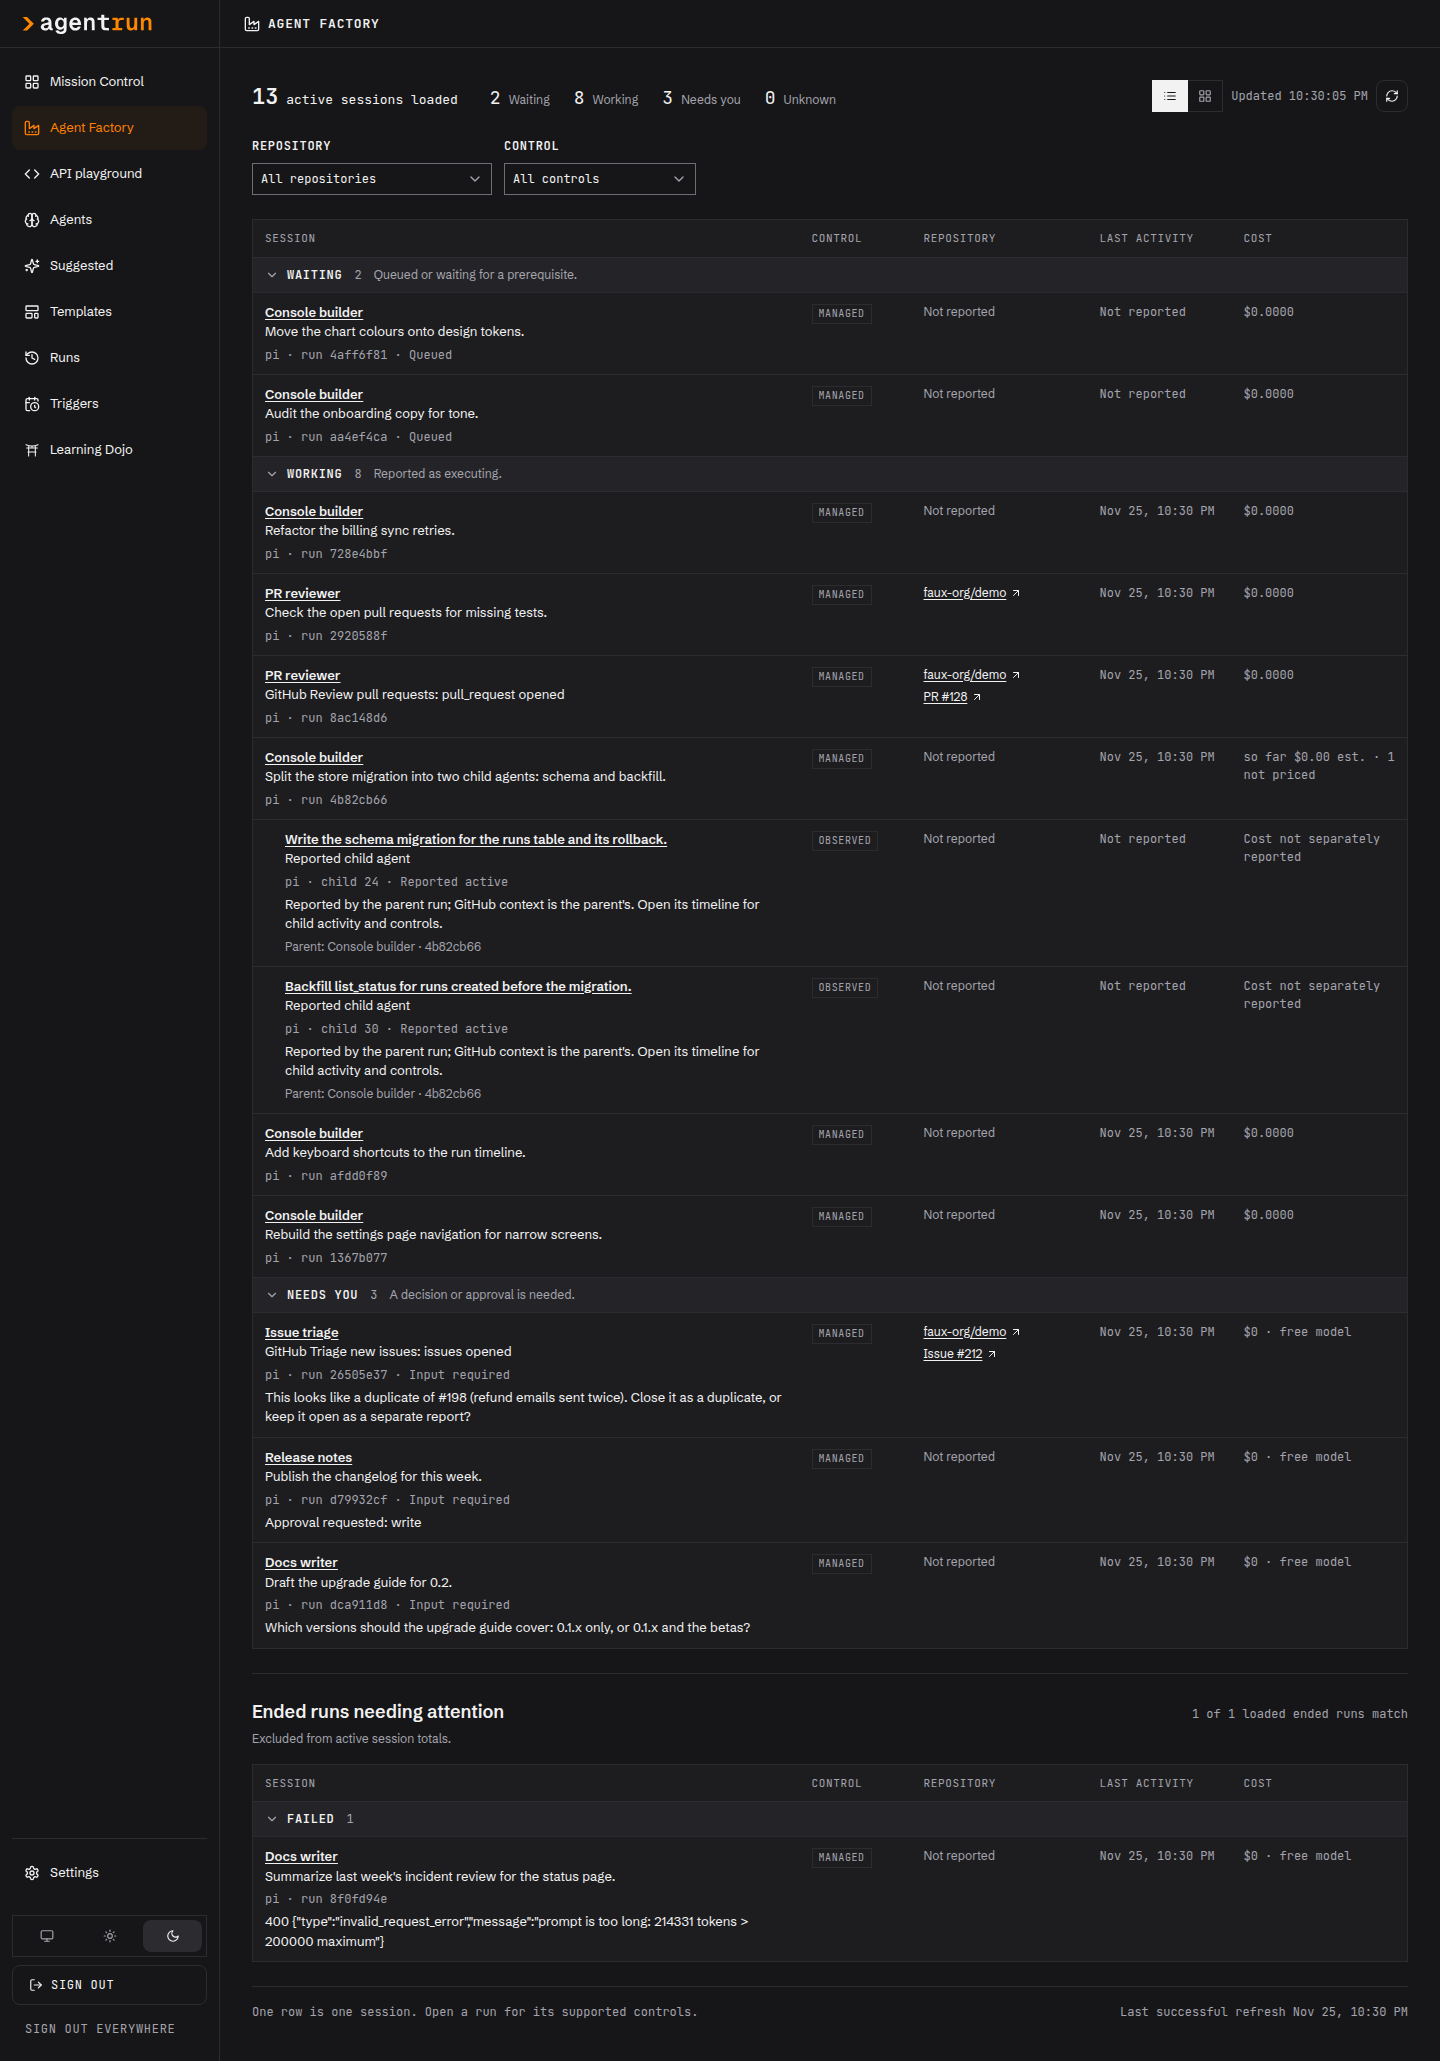 agentrun
AGENT FACTORY
Mission Control
Agent Factory
API playground
Agents
Suggested
Templates
Runs
Triggers
Learning Dojo
Settings
SIGN OUT
SIGN OUT EVERYWHERE
13 active sessions loaded 2 Waiting 8 Working 3 Needs you 0 Unknown
Updated 10:30:05 PM
REPOSITORY CONTROL
All repositories All controls
SESSION CONTROL REPOSITORY LAST ACTIVITY COST
WAITING 2 Queued or waiting for a prerequisite.
Console builder MANAGED Not reported Not reported $0.0000
Move the chart colours onto design tokens.
pi · run 4aff6f81 · Queued
Console builder MANAGED Not reported Not reported $0.0000
Audit the onboarding copy for tone.
pi · run aa4ef4ca · Queued
WORKING 8 Reported as executing.
Console builder MANAGED Not reported Nov 25, 10:30 PM $0.0000
Refactor the billing sync retries.
pi · run 728e4bbf
PR reviewer MANAGED faux-org/demo Nov 25, 10:30 PM $0.0000
Check the open pull requests for missing tests.
pi · run 2920588f
PR reviewer MANAGED faux-org/demo Nov 25, 10:30 PM $0.0000
GitHub Review pull requests: pull_request opened PR #128
pi · run 8ac148d6
Console builder MANAGED Not reported Nov 25, 10:30 PM so far $0.00 est. · 1
Split the store migration into two child agents: schema and backfill. not priced
pi · run 4b82cb66
Write the schema migration for the runs table and its rollback. OBSERVED Not reported Not reported Cost not separately
Reported child agent reported
pi · child 24 · Reported active
Reported by the parent run; GitHub context is the parent's. Open its timeline for
child activity and controls.
Parent: Console builder · 4b82cb66
Backfill list_status for runs created before the migration. OBSERVED Not reported Not reported Cost not separately
Reported child agent reported
pi · child 30 · Reported active
Reported by the parent run; GitHub context is the parent's. Open its timeline for
child activity and controls.
Parent: Console builder · 4b82cb66
Console builder MANAGED Not reported Nov 25, 10:30 PM $0.0000
Add keyboard shortcuts to the run timeline.
pi · run afdd0f89
Console builder MANAGED Not reported Nov 25, 10:30 PM $0.0000
Rebuild the settings page navigation for narrow screens.
pi · run 1367b077
NEEDS YOU 3 A decision or approval is needed.
Issue triage MANAGED faux-org/demo Nov 25, 10:30 PM $0 · free model
GitHub Triage new issues: issues opened Issue #212
pi · run 26505e37 · Input required
This looks like a duplicate of #198 (refund emails sent twice). Close it as a duplicate, or
keep it open as a separate report?
Release notes MANAGED Not reported Nov 25, 10:30 PM $0 · free model
Publish the changelog for this week.
pi · run d79932cf · Input required
Approval requested: write
Docs writer MANAGED Not reported Nov 25, 10:30 PM $0 · free model
Draft the upgrade guide for 0.2.
pi · run dca911d8 · Input required
Which versions should the upgrade guide cover: 0.1.x only, or 0.1.x and the betas?
Ended runs needing attention 1 of 1 loaded ended runs match
Excluded from active session totals.
SESSION CONTROL REPOSITORY LAST ACTIVITY COST
FAILED 1
Docs writer MANAGED Not reported Nov 25, 10:30 PM $0 · free model
Summarize last week's incident review for the status page.
pi · run 8f0fd94e
400 {"type":"invalid_request_error","message":"prompt is too long: 214331 tokens >
200000 maximum"}
One row is one session. Open a run for its supported controls. Last successful refresh Nov 25, 10:30 PM